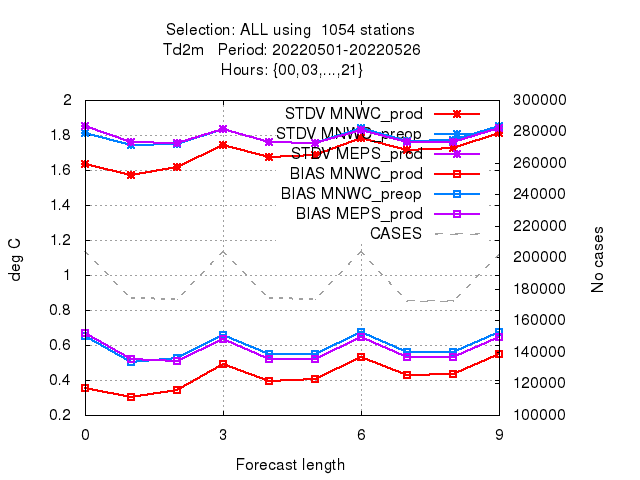 Selection: ALL using  1054 stations
Td2m   Period: 20220501-20220526
Hours: {00,03,...,21}
2
1.8
1.6
1.4
1.2
1
0.8
0.6
0.4
0.2
deg C
STDV MNWC_prod
STDV MNWC_preop
STDV MEPS_prod
BIAS MNWC_prod
BIAS MNWC_preop
BIAS MEPS_prod
CASES
300000
280000
260000
240000
220000
200000
180000
160000
140000
120000
100000
No cases
0
3
6
9
Forecast length